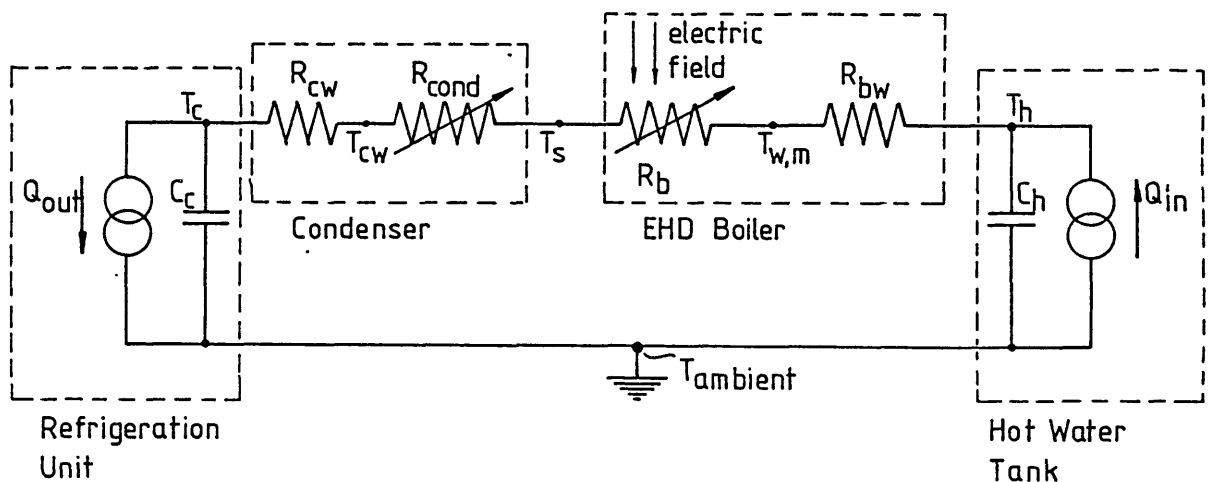 electric
field
R_cw
R_cond
R_bw
T_c
T_h
T_cw
T_s
T_w,m
R_b
Q_out
C_c
C_h
Q_in
Condenser
EHD Boiler
T_ambient
Refrigeration
Unit
Hot Water
Tank